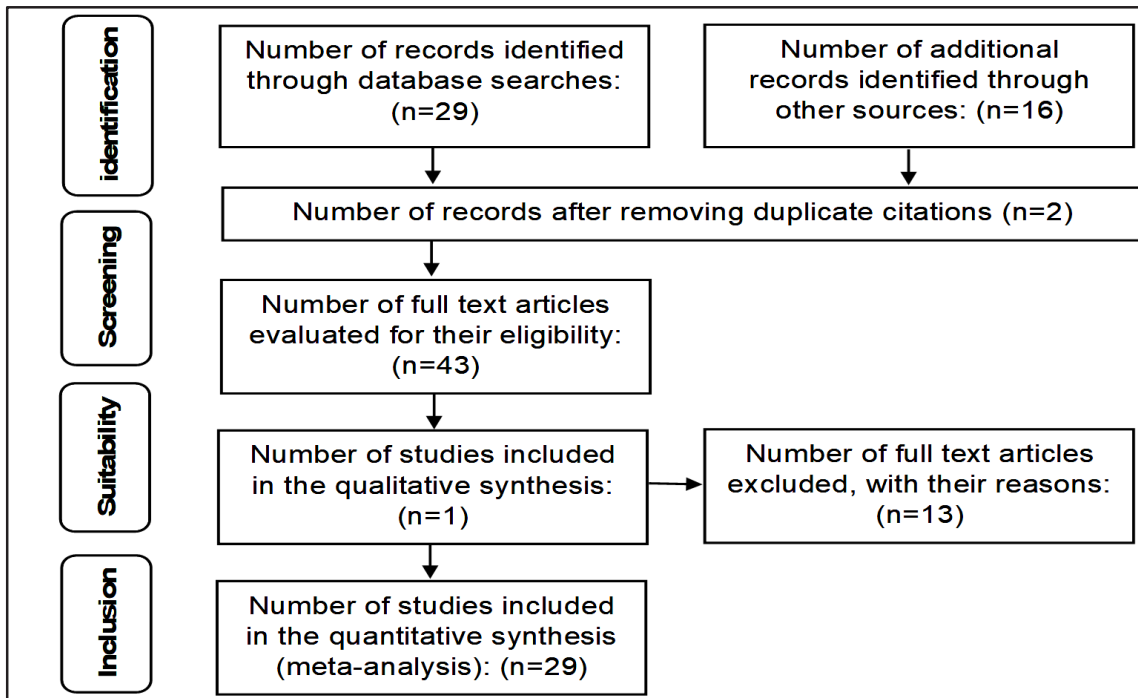 identification
Number of records identified
through database searches:
(n=29)
Number of additional
records identified through
other sources: (n=16)
Number of records after removing duplicate citations (n=2)
Screening
Number of full text articles
evaluated for their eligibility:
(n=43)
Suitability
Number of studies included
in the qualitative synthesis:
(n=1)
Number of full text articles
excluded, with their reasons:
(n=13)
Inclusion
Number of studies included
in the quantitative synthesis
(meta-analysis): (n=29)